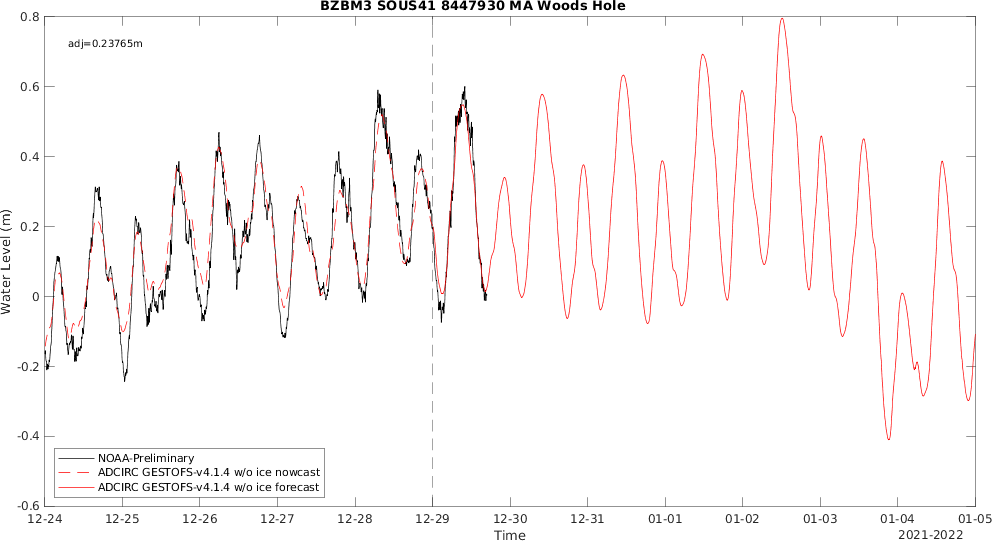 BZBM3 SOUS41 8447930 MA Woods Hole
adj=0.23765m
0.8
0.6
0.4
0.2
0
-0.2
-0.4
-0.6
Water Level (m)
NOAA-Preliminary
ADCIRC GESTOFS-v4.1.4 w/o ice nowcast
ADCIRC GESTOFS-v4.1.4 w/o ice forecast
12-24 12-25 12-26 12-27 12-28 12-29 12-30 12-31 01-01 01-02 01-03 01-04 01-05
Time
2021-2022